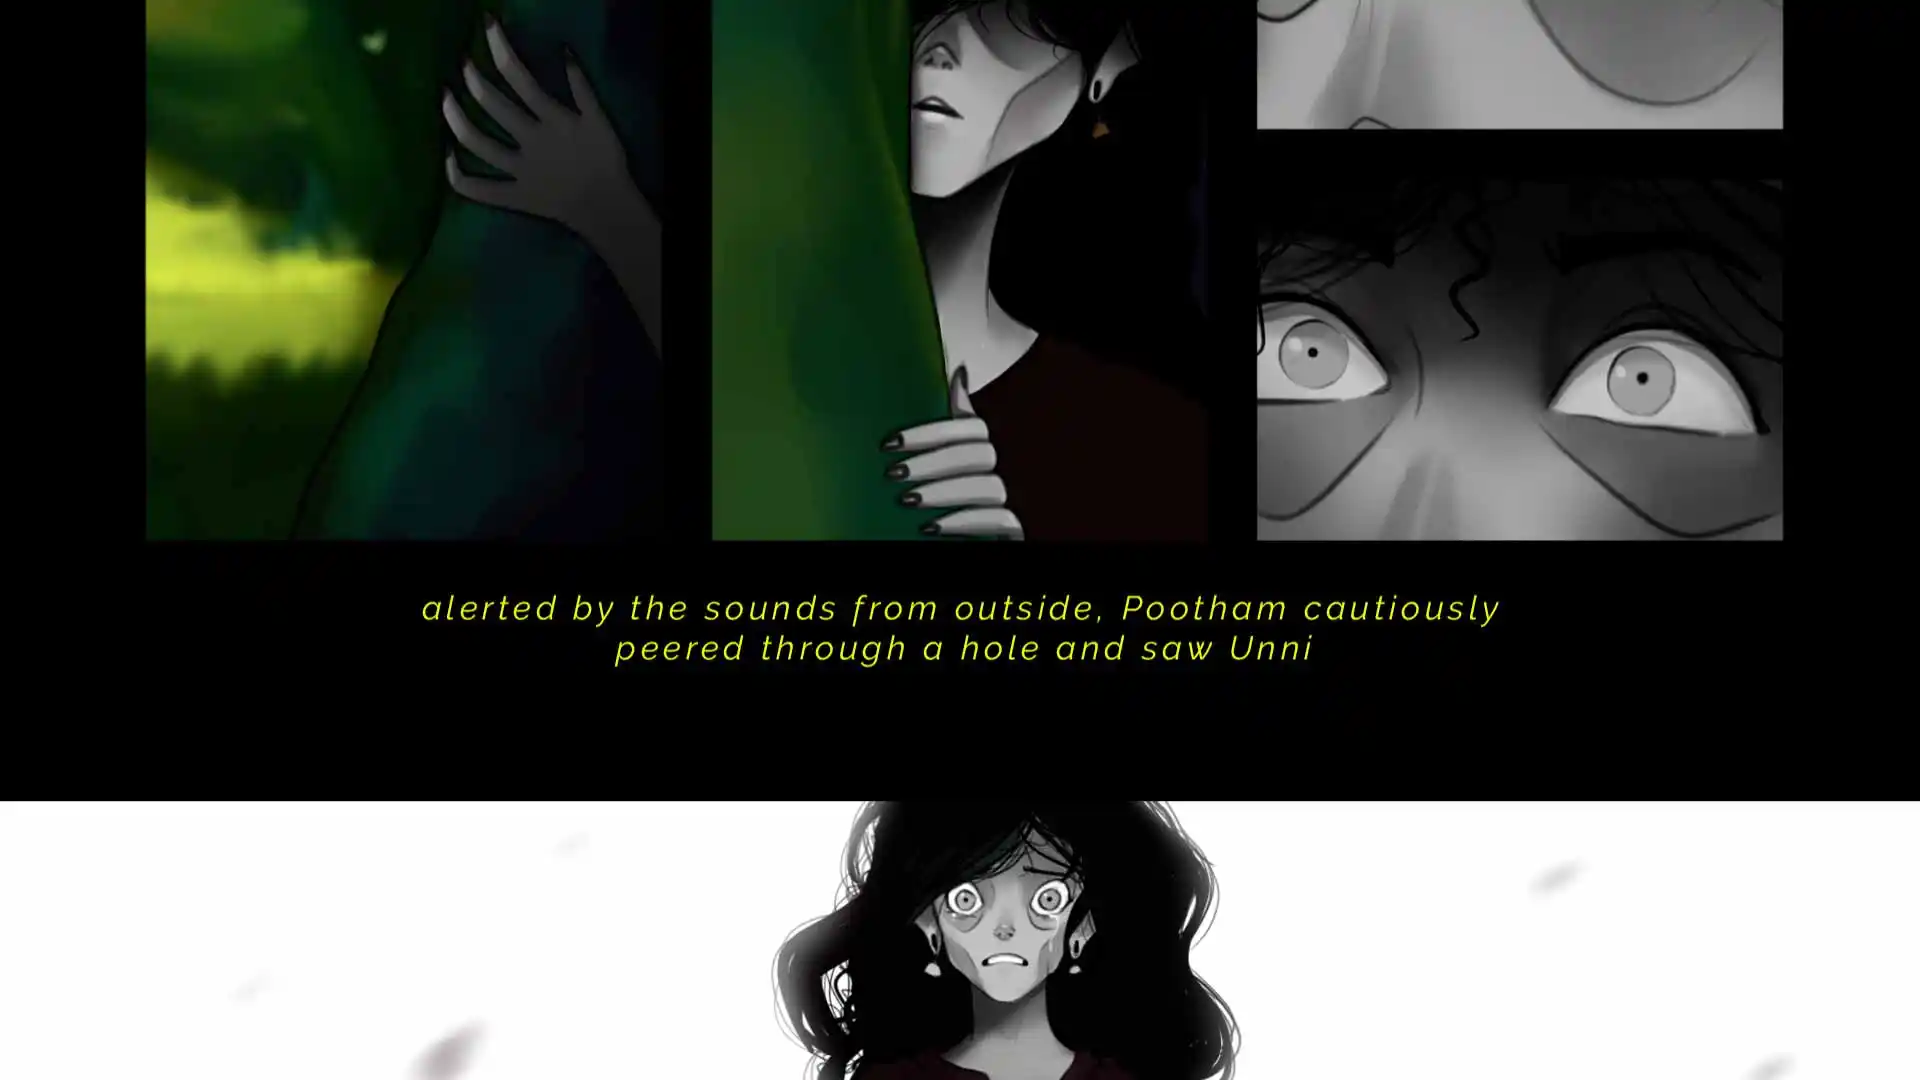 alerted by the sounds from outside, Pootham cautiously
peered through a hole and saw Unni